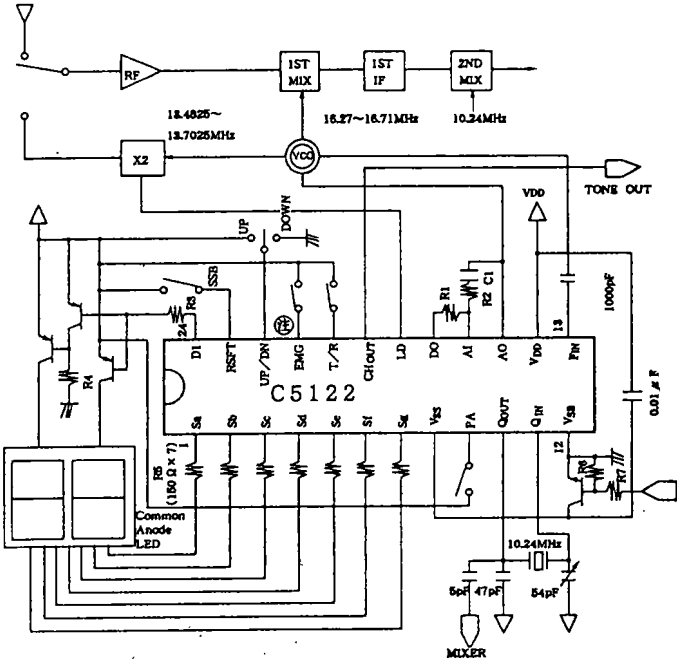 RF
1ST
MIX
1ST
IF
2ND
MIX
13.4825～
13.7025MHz
16.27～16.71MHz
10.24MHz
X2
VCO
TONE OUT
VDD
UP
DOWN
SSB
R3
注
R1
R2
C1
1000pF
0.01μF
24
13
D1
RSFT
UP/DN
EMG
T/R
CHOUT
LD
DO
AI
AO
VDD
FIN
R4
C5122
Sa
Sb
Sc
Sd
Se
Sf
Sg
VSS
PA
QOUT
QIN
VSB
1
12
R5
(150Ω×7)
R6
R7
Common
Anode
LED
10.24MHz
5pF
47pF
54pF
MIXER